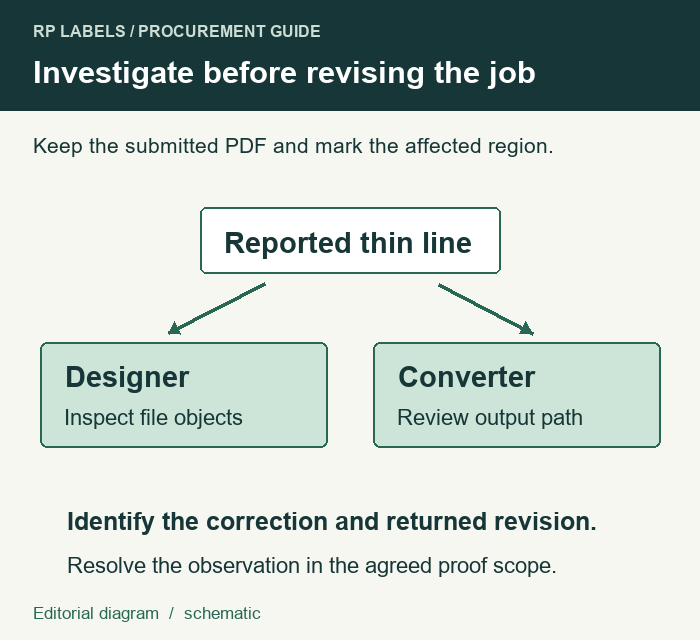 RP LABELS / PROCUREMENT GUIDE
Investigate before revising the job
Keep the submitted PDF and mark the affected region.
Reported thin line
Designer
Inspect file objects
Converter
Review output path
Identify the correction and returned revision.
Resolve the observation in the agreed proof scope.
Editorial diagram / schematic